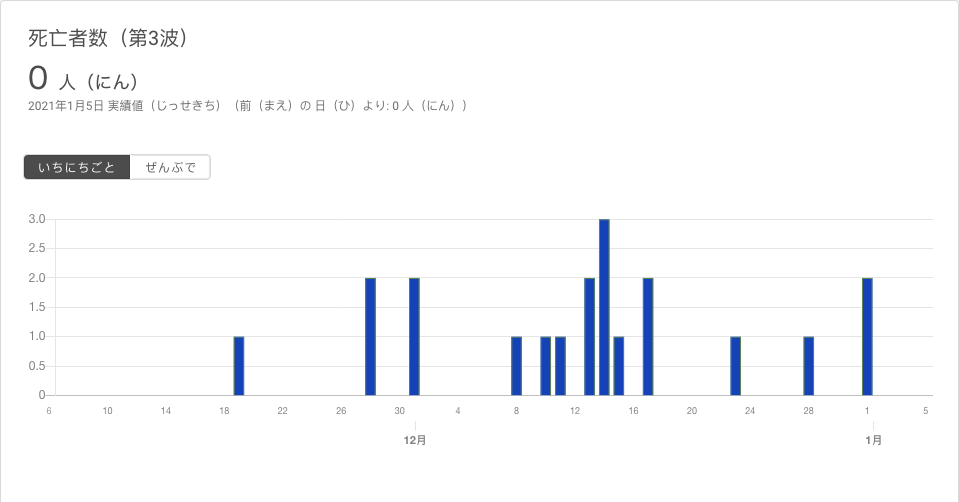 死亡者数（第3波）
0 人（にん）
2021年1月5日 実績値（じっせきち）（前（まえ）の 日（ひ）より: 0 人（にん））
いちにちごと ぜんぶで
3.0
2.5
2.0
1.5
1.0
0.5
0
6 10 14 18 22 26 30 4 8 12 16 20 24 28 1 5
12月 1月